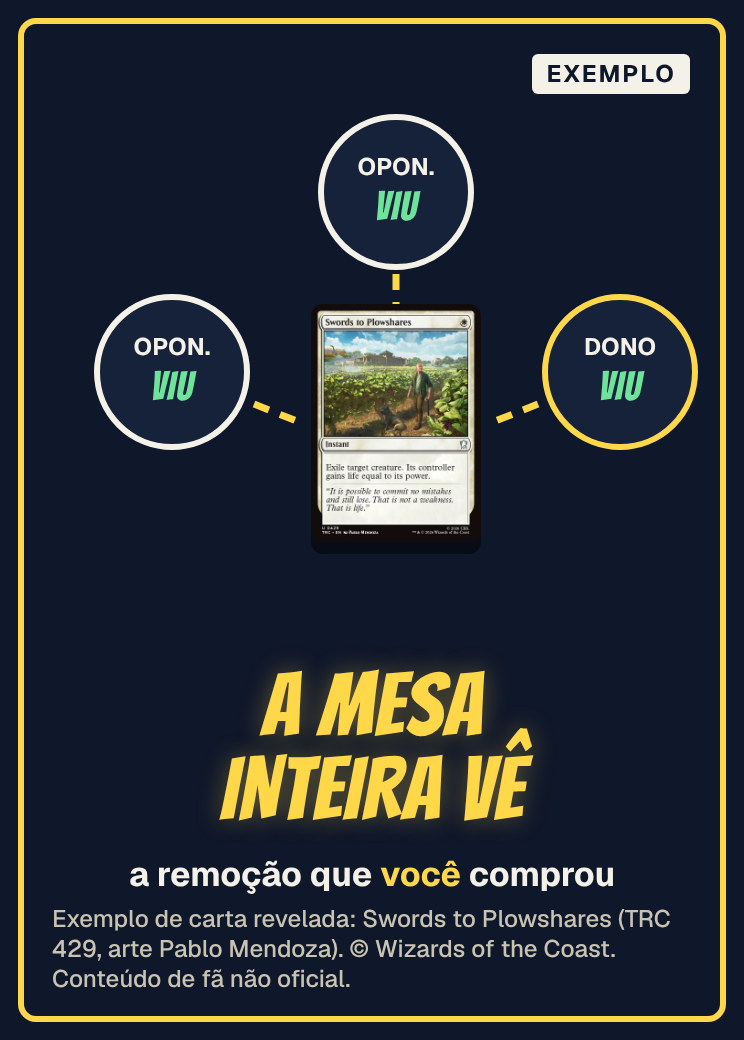 EXEMPLO
OPON.
VIU
OPON.
VIU
DONO
VIU
Swords to Plowshares
Instant
Exile target creature. Its controller
gains life equal to its power.
"It is possible to commit no mistakes
and still lose. That is not a weakness.
That is life."
A MESA
INTEIRA VÊ
a remoção que você comprou
Exemplo de carta revelada: Swords to Plowshares (TRC
429, arte Pablo Mendoza). © Wizards of the Coast.
Conteúdo de fã não oficial.